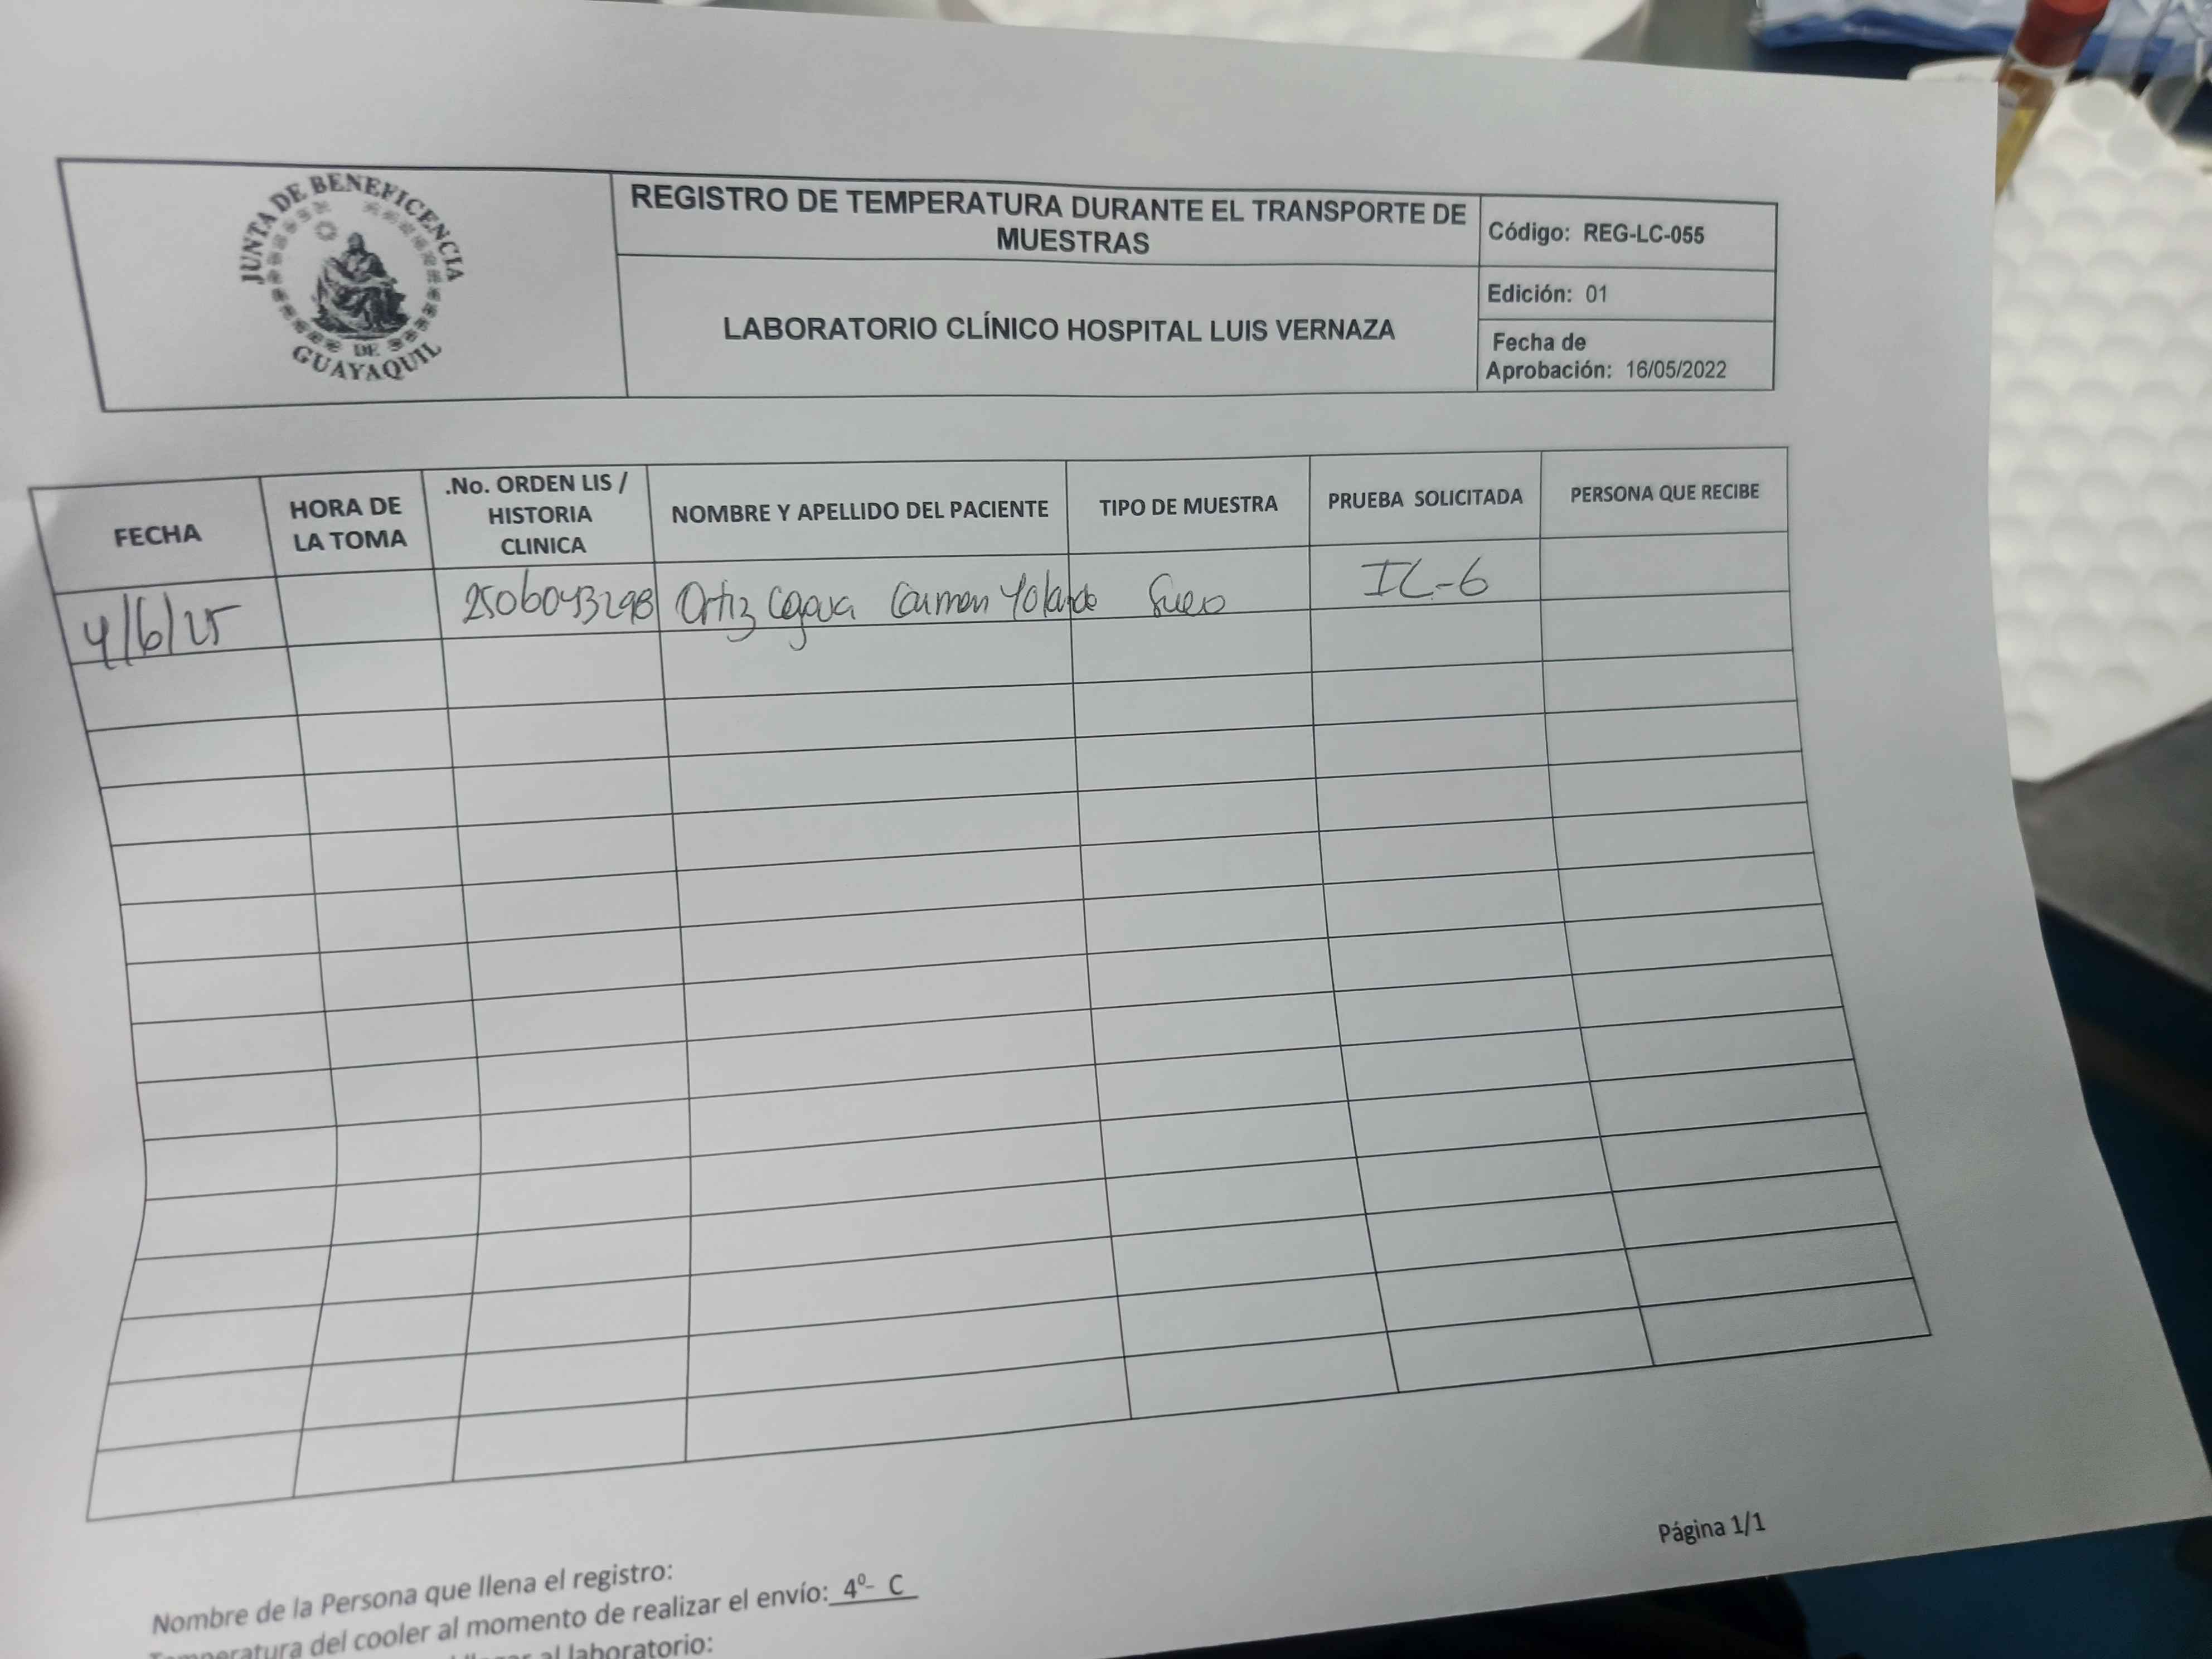 JUNTA DE BENEFICENCIA
DE
GUAYAQUIL
REGISTRO DE TEMPERATURA DURANTE EL TRANSPORTE DE
MUESTRAS
LABORATORIO CLÍNICO HOSPITAL LUIS VERNAZA
Código: REG-LC-055
Edición: 01
Fecha de
Aprobación: 16/05/2022
FECHA
HORA DE
LA TOMA
.No. ORDEN LIS /
HISTORIA
CLINICA
NOMBRE Y APELLIDO DEL PACIENTE
TIPO DE MUESTRA
PRUEBA SOLICITADA
PERSONA QUE RECIBE
4/6/25
2506043298
Ortiz Carmen Yolanda
Suero
IL-6
Página 1/1
Nombre de la Persona que llena el registro:
Temperatura del cooler al momento de realizar el envío: 4º- C
al laboratorio: